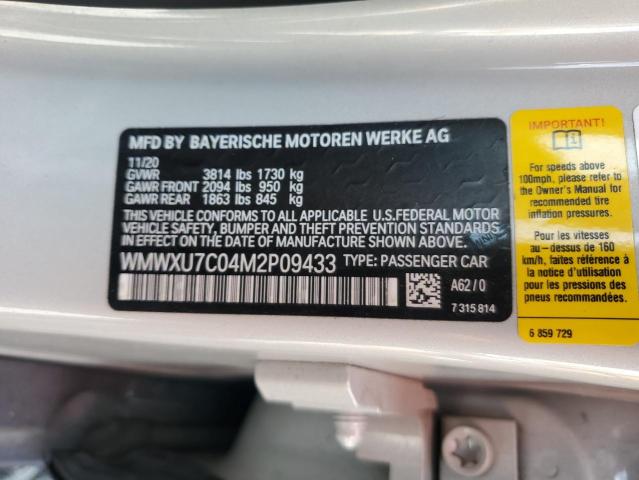 MFD BY BAYERISCHE MOTOREN WERKE AG
11/20
GVWR 3814 lbs 1730 kg
GAWR FRONT 2094 lbs 950 kg
GAWR REAR 1863 lbs 845 kg
THIS VEHICLE CONFORMS TO ALL APPLICABLE U.S.FEDERAL MOTOR
VEHICLE SAFETY, BUMPER AND THEFT PREVENTION STANDARDS
IN EFFECT ON THE DATE OF MANUFACTURE SHOWN ABOVE.
WMWXU7C04M2P09433 TYPE: PASSENGER CAR
A62/0
7 315 814
IMPORTANT
For speeds above
100mph, please refer to
the Owner's Manual for
recommended tire
inflation pressures.
Pour les vitesses
au-dessus de 160
km/h, faites référence à
la notice d'utilisation
pour les pressions des
pneus recommandées.
6 859 729